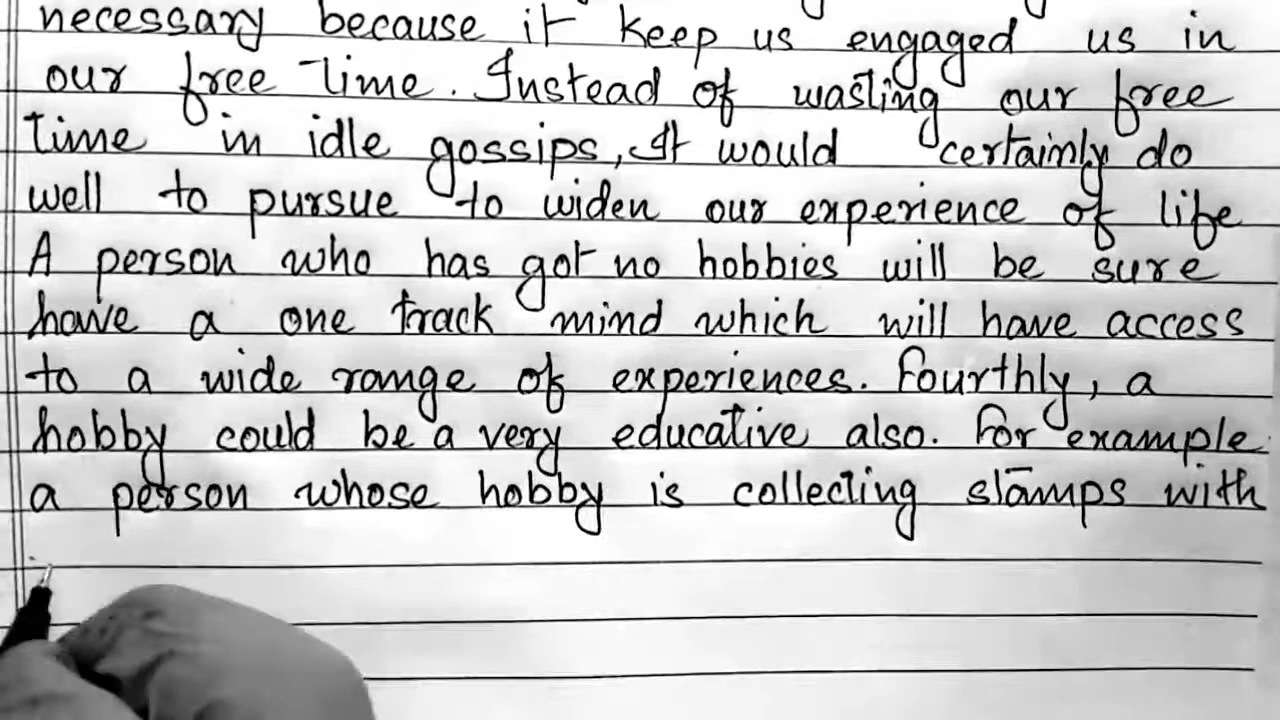 necessary because it keep us engaged us in
our free time. Instead of wasting our free
time in idle gossips, It would certainly do
well to pursue to widen our experience of life
A person who has got no hobbies will be sure
have a one track mind which will have access
to a wide range of experiences. Fourthly, a
hobby could be a very educative also. For example
a person whose hobby is collecting stamps with